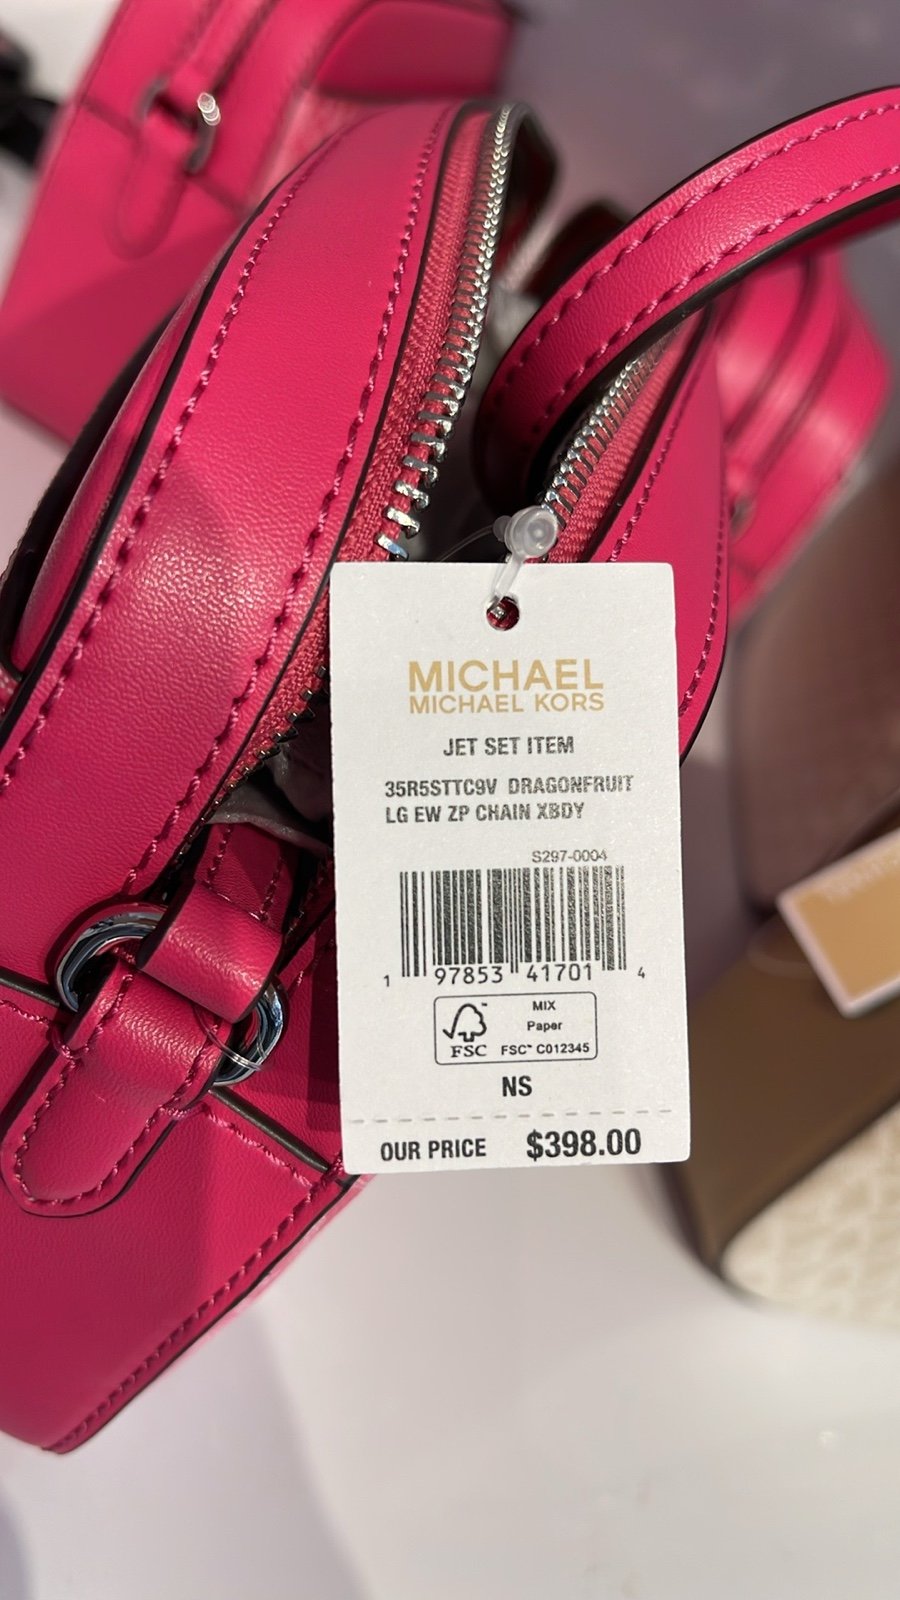 MICHAEL
MICHAEL KORS
JET SET ITEM
35R5STTC9V DRAGONFRUIT
LG EW ZP CHAIN XBDY
S297-0004
1 97853 41701 4
FSC™
MIX
Paper
FSC™ C012345
NS
OUR PRICE $398.00